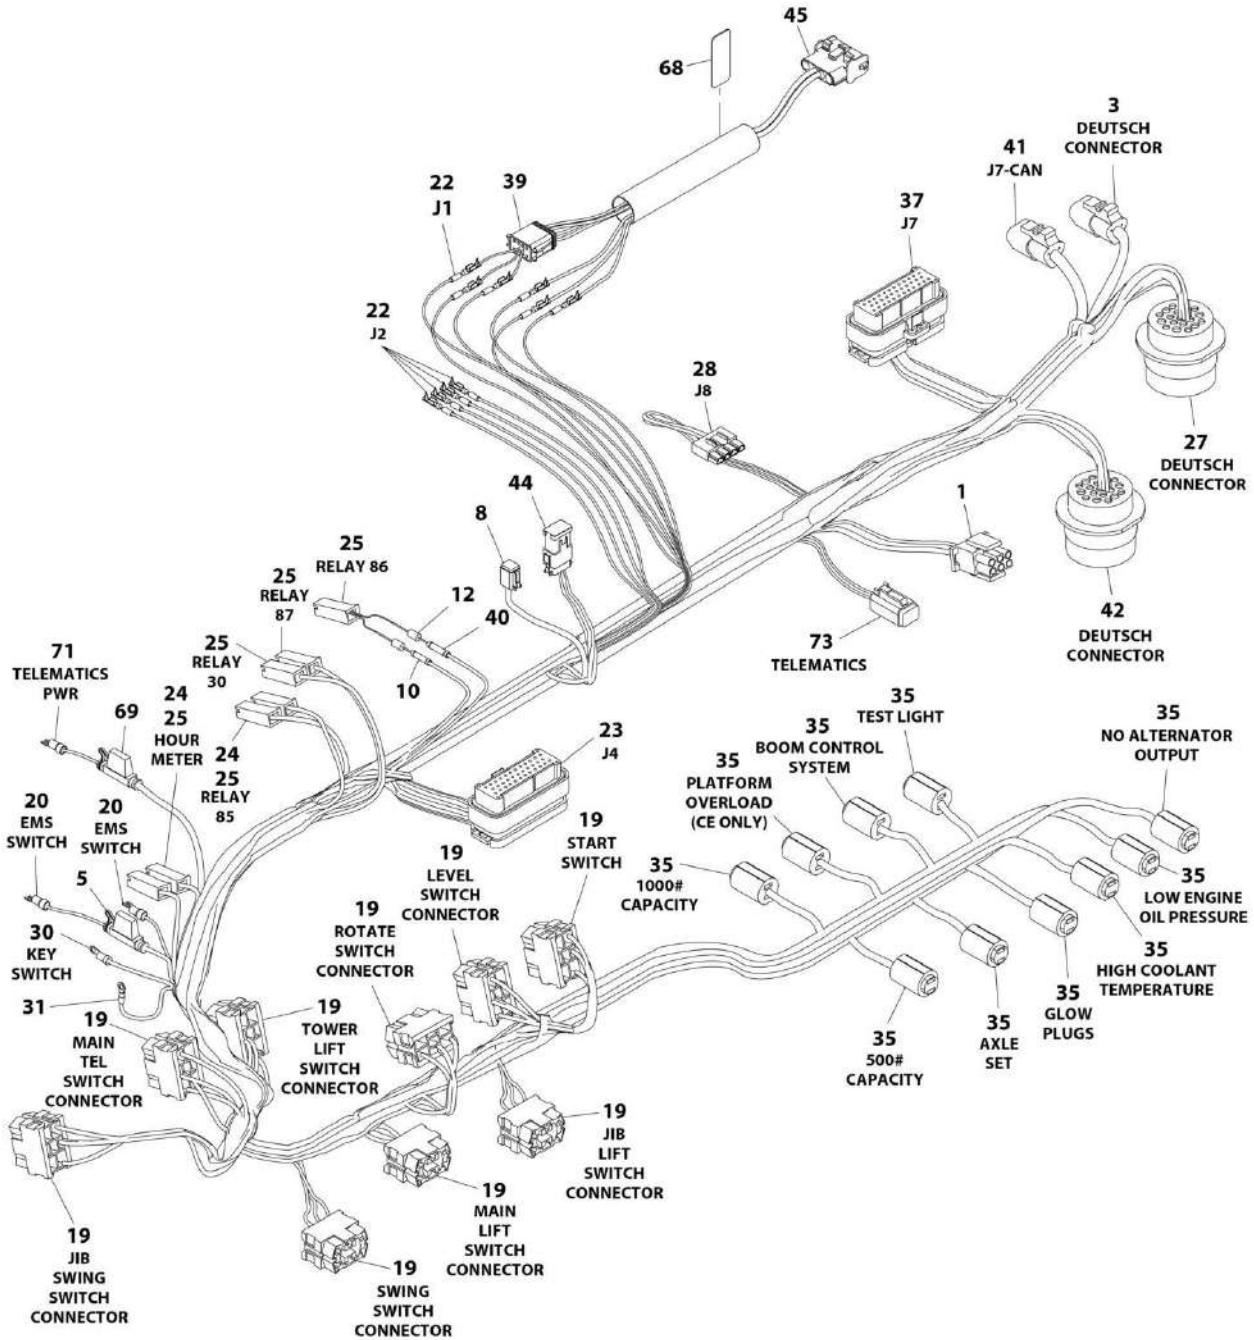 45
68
3
DEUTSCH
CONNECTOR
41
J7-CAN
22
J1
39
37
J7
22
J2
28
J8
27
DEUTSCH
CONNECTOR
44
8
1
25
RELAY 86
25
RELAY
87
12
40
42
DEUTSCH
CONNECTOR
73
TELEMATICS
71
TELEMATICS
PWR
25
RELAY
30
10
69
24
25
HOUR
METER
24
25
RELAY
85
23
J4
35
TEST LIGHT
35
NO ALTERNATOR
OUTPUT
35
BOOM CONTROL
SYSTEM
35
PLATFORM
OVERLOAD
(CE ONLY)
20
EMS
SWITCH
20
EMS
SWITCH
19
START
SWITCH
19
LEVEL
SWITCH
CONNECTOR
35
1000#
CAPACITY
5
19
ROTATE
SWITCH
CONNECTOR
35
LOW ENGINE
OIL PRESSURE
30
KEY
SWITCH
35
HIGH COOLANT
TEMPERATURE
31
35
GLOW
PLUGS
19
MAIN
TEL
SWITCH
CONNECTOR
19
TOWER
LIFT
SWITCH
CONNECTOR
35
AXLE
SET
35
500#
CAPACITY
19
JIB
LIFT
SWITCH
CONNECTOR
19
MAIN
LIFT
SWITCH
CONNECTOR
19
JIB
SWING
SWITCH
CONNECTOR
19
SWING
SWITCH
CONNECTOR